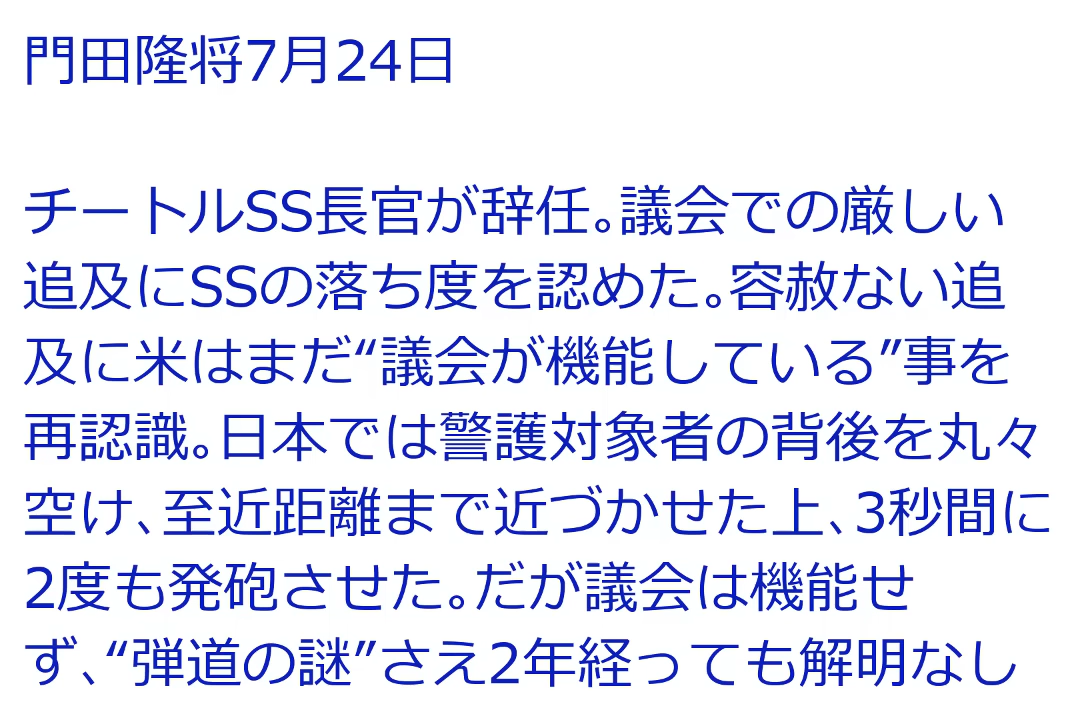 門田隆将7月24日
チートルSS長官が辞任。議会での厳しい
追及にSSの落ち度を認めた。容赦ない追
及に米はまだ“議会が機能している”事を
再認識。日本では警護対象者の背後を丸々
空け、至近距離まで近づかせた上、3秒間に
2度も発砲させた。だが議会は機能せ
ず、“弾道の謎”さえ2年経っても解明なし